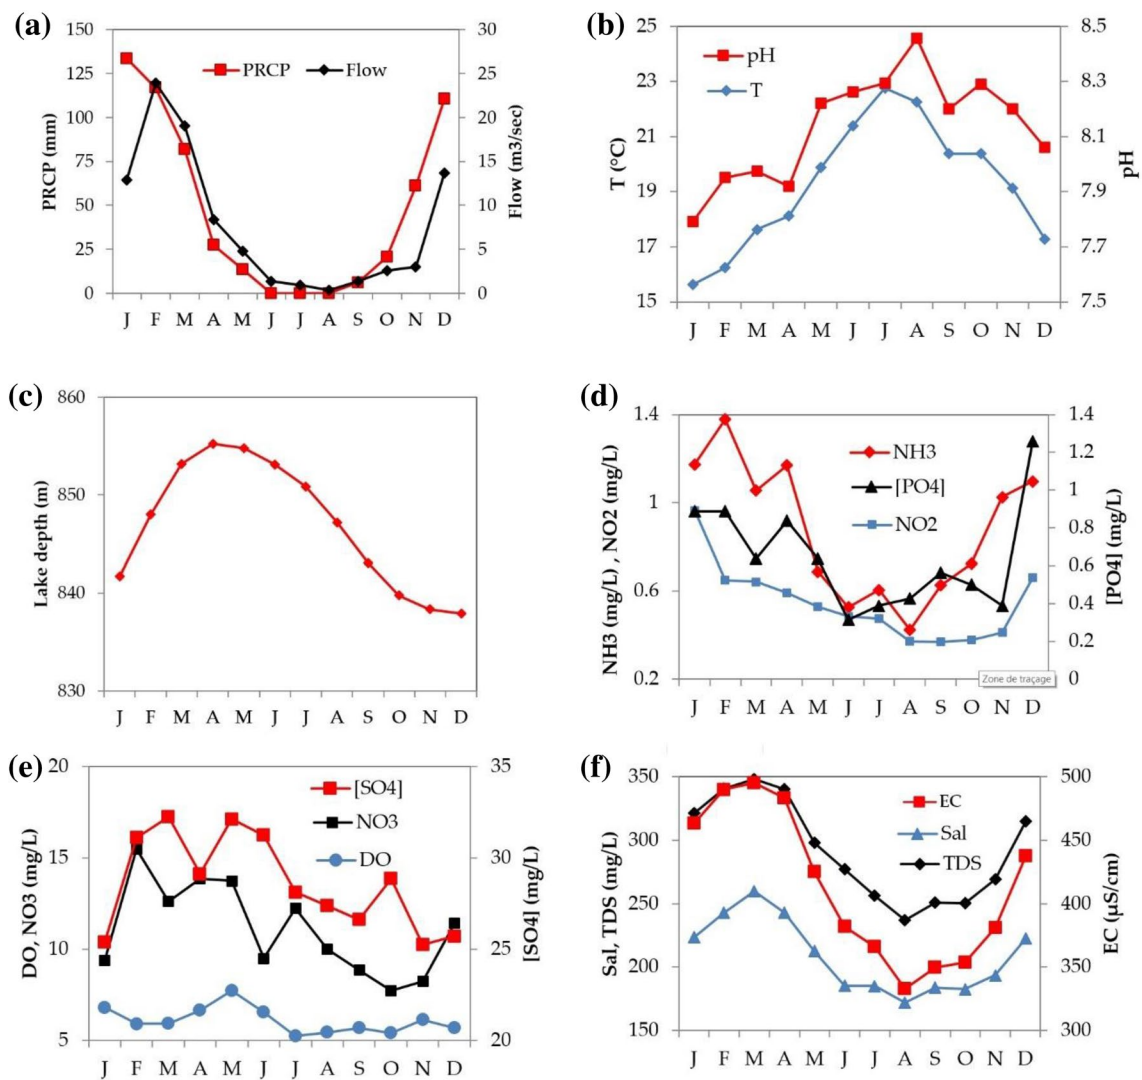 (a)
PRCP (mm)
150
125
100
75
50
25
0
PRCP
Flow
30
25
20
15
10
5
0
Flow (m3/sec)
J F M A M J J A S O N D
(b)
T (°C)
25
23
21
19
17
15
pH
T
8.5
8.3
8.1
7.9
7.7
7.5
pH
J F M A M J J A S O N D
(c)
Lake depth (m)
860
850
840
830
J F M A M J J A S O N D
(d)
NH3 (mg/L) , NO2 (mg/L)
1.4
1
0.6
0.2
NH3
[PO4]
NO2
1.4
1.2
1
0.8
0.6
0.4
0.2
0
[PO4] (mg/L)
Zone de traçage
J F M A M J J A S O N D
(e)
DO, NO3 (mg/L)
20
15
10
5
[SO4]
NO3
DO
35
30
25
20
[SO4] (mg/L)
J F M A M J J A S O N D
(f)
Sal, TDS (mg/L)
350
300
250
200
150
EC
Sal
TDS
500
450
400
350
300
EC (µS/cm)
J F M A M J J A S O N D